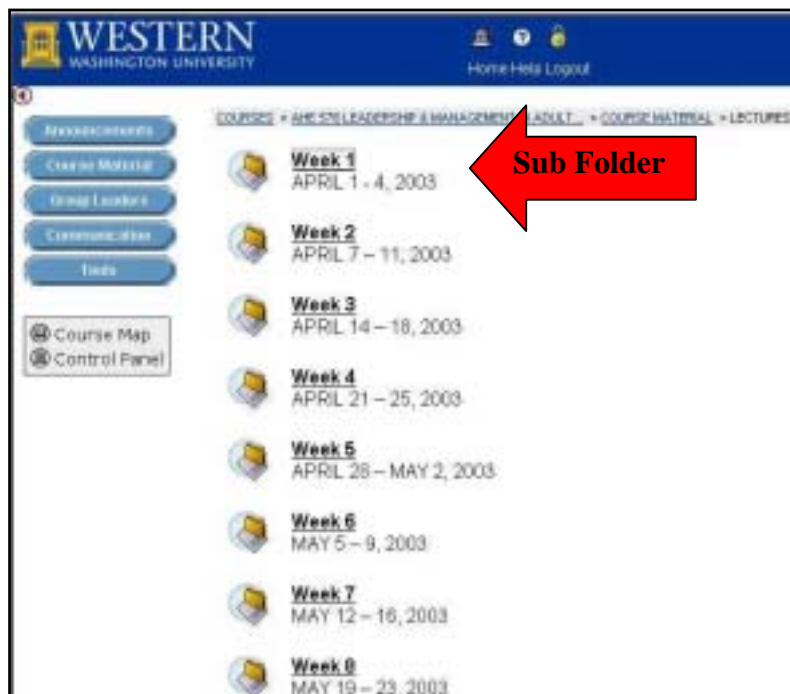 WESTERN
WASHINGTON UNIVERSITY
Home Help Logout
COURSES > AHE 576 LEADERSHIP & MANAGEMENT ADULT... > COURSE MATERIAL > LECTURES
Announcements
Course Material
Group Leaders
Communication
Tools
Course Map
Control Panel
Week 1
APRIL 1 - 4, 2003
Sub Folder
Week 2
APRIL 7 – 11, 2003
Week 3
APRIL 14 – 18, 2003
Week 4
APRIL 21 – 25, 2003
Week 5
APRIL 28 – MAY 2, 2003
Week 6
MAY 5 – 9, 2003
Week 7
MAY 12 – 16, 2003
Week 8
MAY 19 – 23, 2003